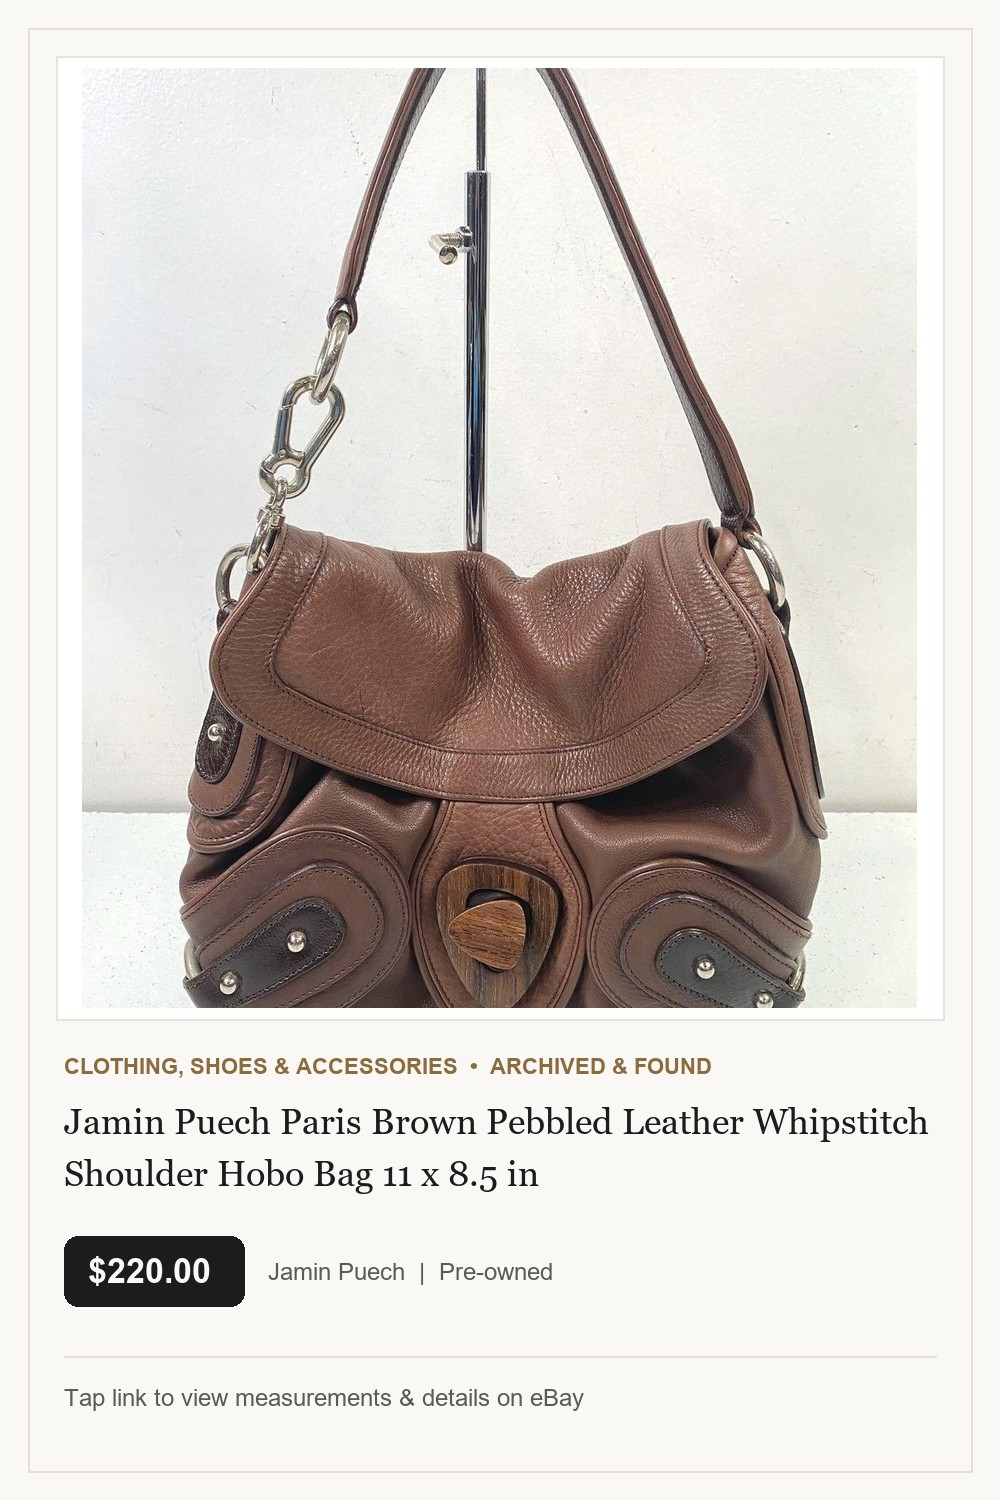 CLOTHING, SHOES & ACCESSORIES • ARCHIVED & FOUND
Jamin Puech Paris Brown Pebbled Leather Whipstitch
Shoulder Hobo Bag 11 x 8.5 in
$220.00
Jamin Puech | Pre-owned
Tap link to view measurements & details on eBay